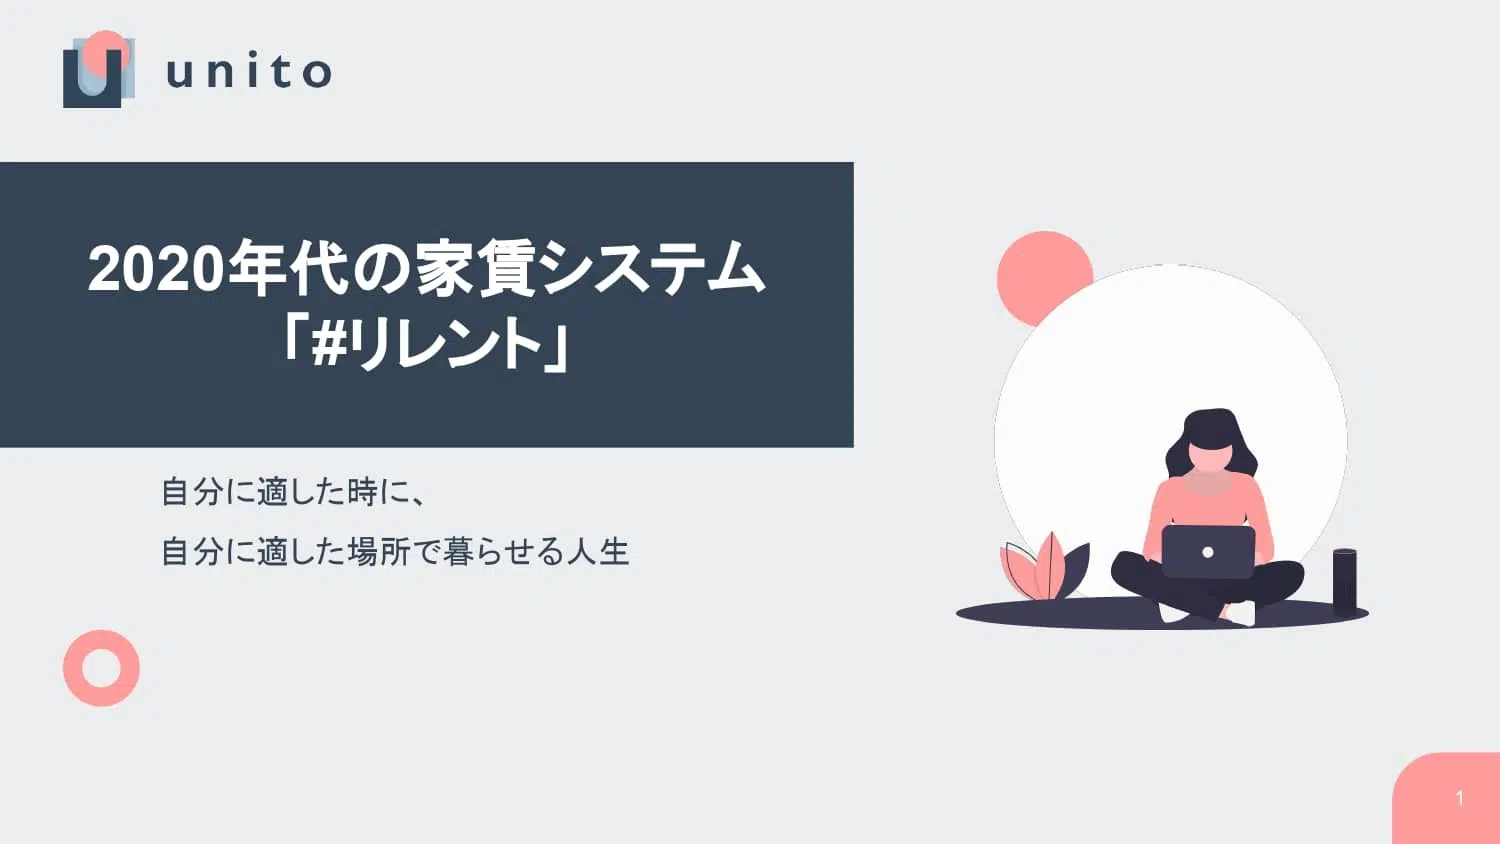 unito
2020年代の家賃システム
「#リレント」
自分に適した時に、
自分に適した場所で暮らせる人生
1